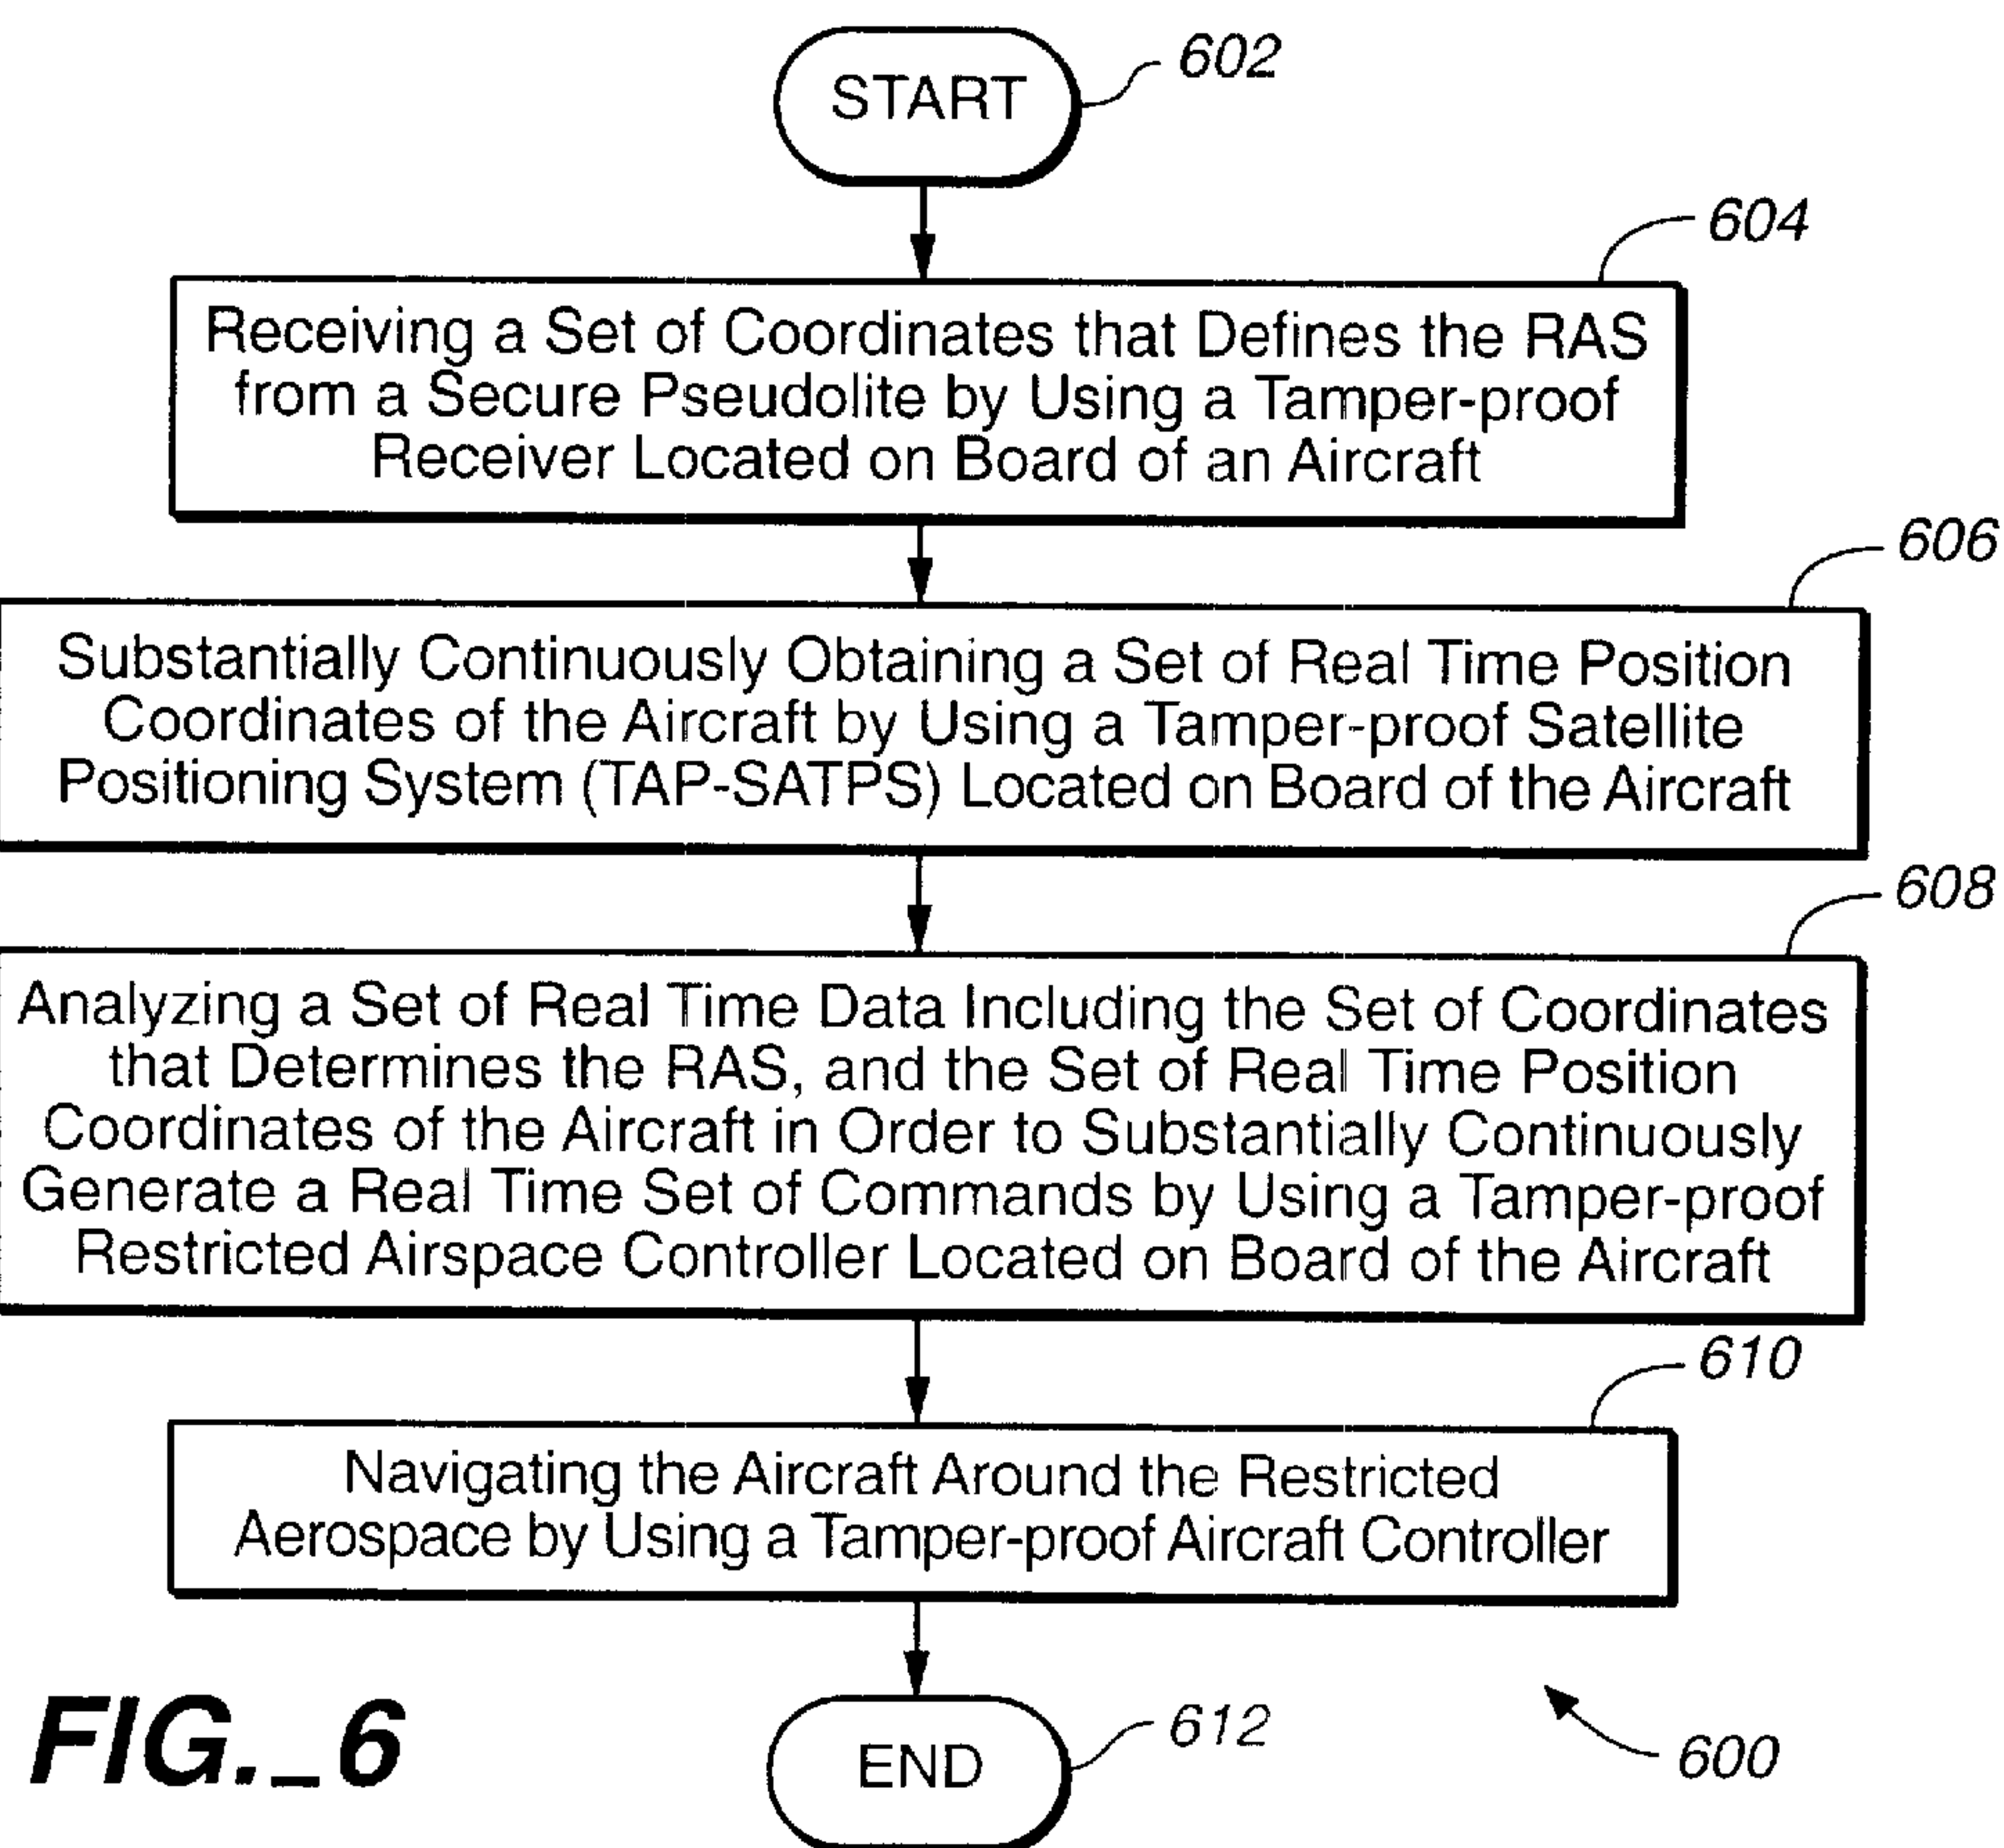 START
602
604
Receiving a Set of Coordinates that Defines the RAS
from a Secure Pseudolite by Using a Tamper-proof
Receiver Located on Board of an Aircraft
606
Substantially Continuously Obtaining a Set of Real Time Position
Coordinates of the Aircraft by Using a Tamper-proof Satellite
Positioning System (TAP-SATPS) Located on Board of the Aircraft
608
Analyzing a Set of Real Time Data Including the Set of Coordinates
that Determines the RAS, and the Set of Real Time Position
Coordinates of the Aircraft in Order to Substantially Continuously
Generate a Real Time Set of Commands by Using a Tamper-proof
Restricted Airspace Controller Located on Board of the Aircraft
610
Navigating the Aircraft Around the Restricted
Aerospace by Using a Tamper-proof Aircraft Controller
FIG._6
END
612
600